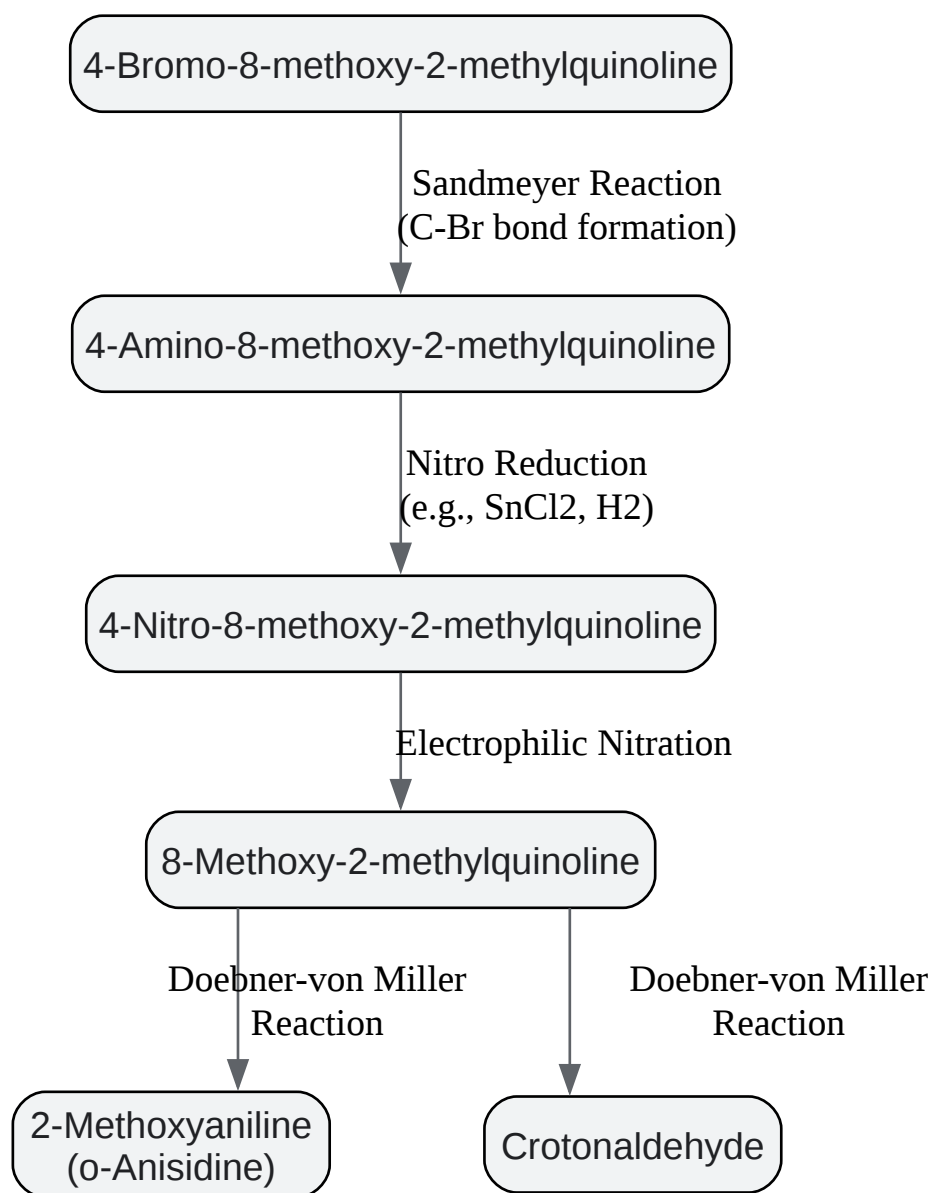 4-Bromo-8-methoxy-2-methylquinoline
Sandmeyer Reaction
(C-Br bond formation)
4-Amino-8-methoxy-2-methylquinoline
Nitro Reduction
(e.g., SnCl2, H2)
4-Nitro-8-methoxy-2-methylquinoline
Electrophilic Nitration
8-Methoxy-2-methylquinoline
Doebner-von Miller
Reaction
Doebner-von Miller
Reaction
2-Methoxyaniline
(o-Anisidine)
Crotonaldehyde